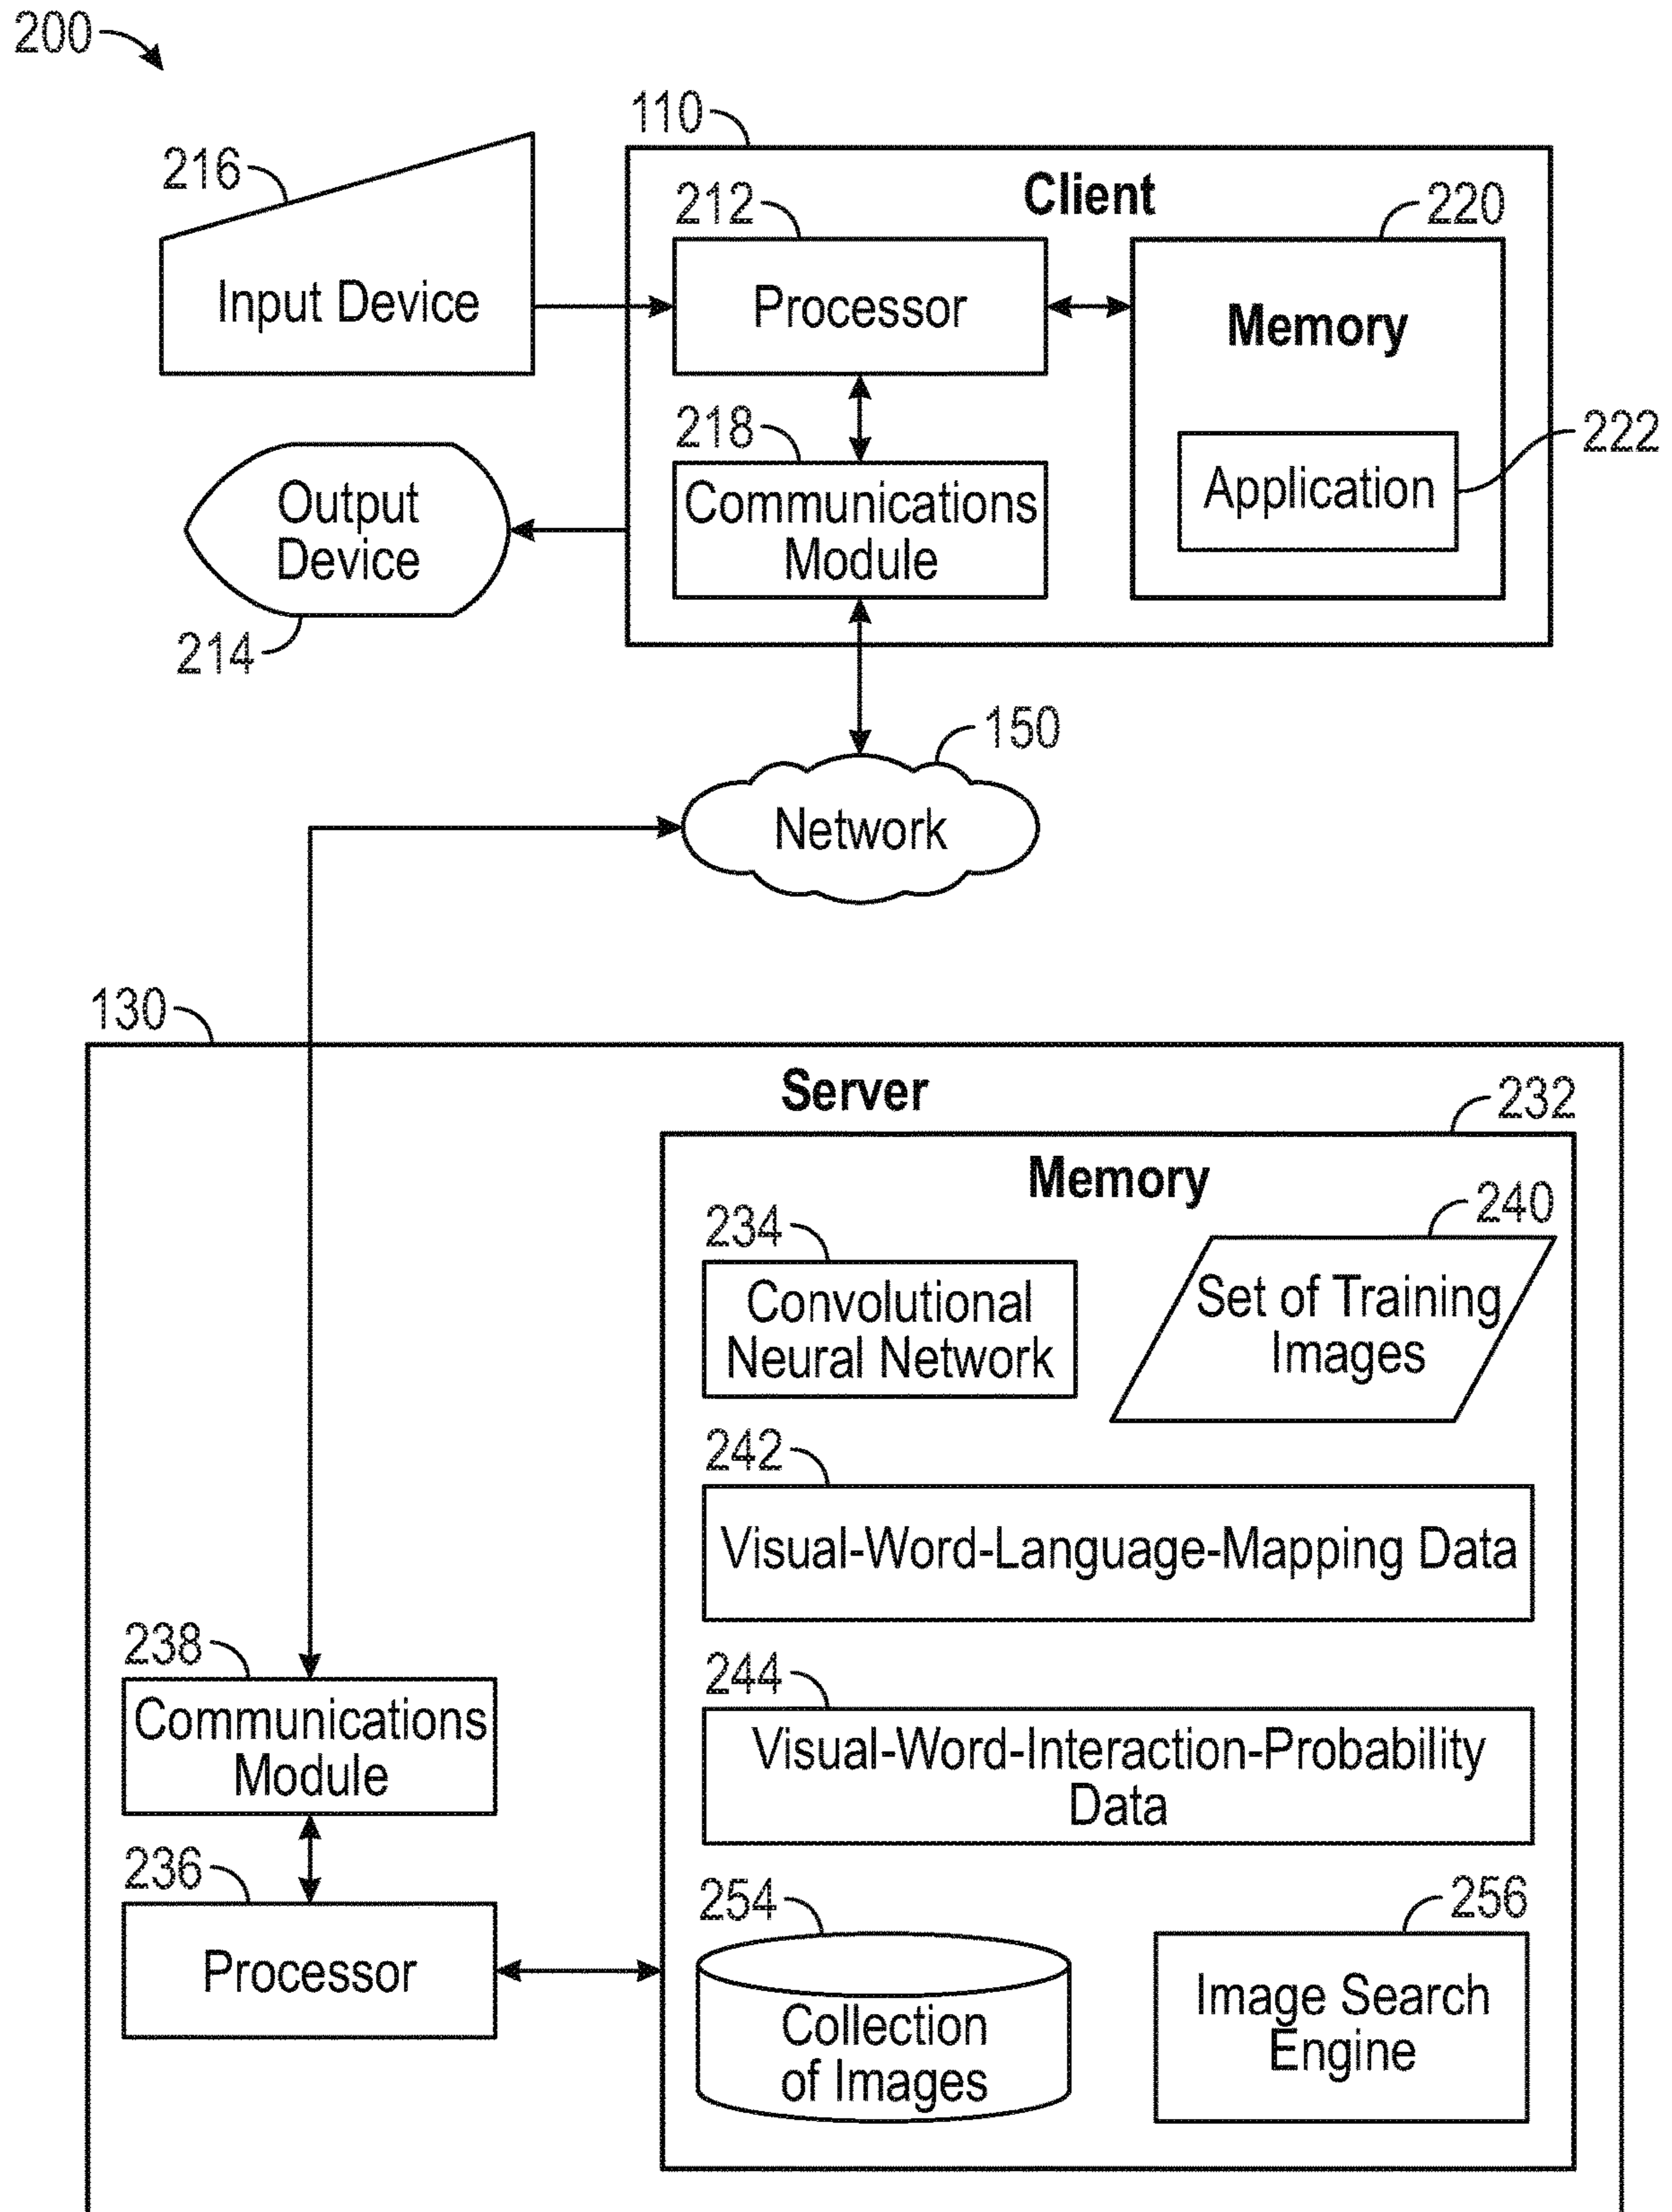 200
110
216
212
Client
220
Input Device
Processor
Memory
218
222
Output
Device
Communications
Module
Application
214
150
Network
130
Server
232
Memory
234
240
Convolutional
Neural Network
Set of Training
Images
242
Visual-Word-Language-Mapping Data
238
244
Communications
Module
Visual-Word-Interaction-Probability
Data
236
254
256
Processor
Collection
of Images
Image Search
Engine